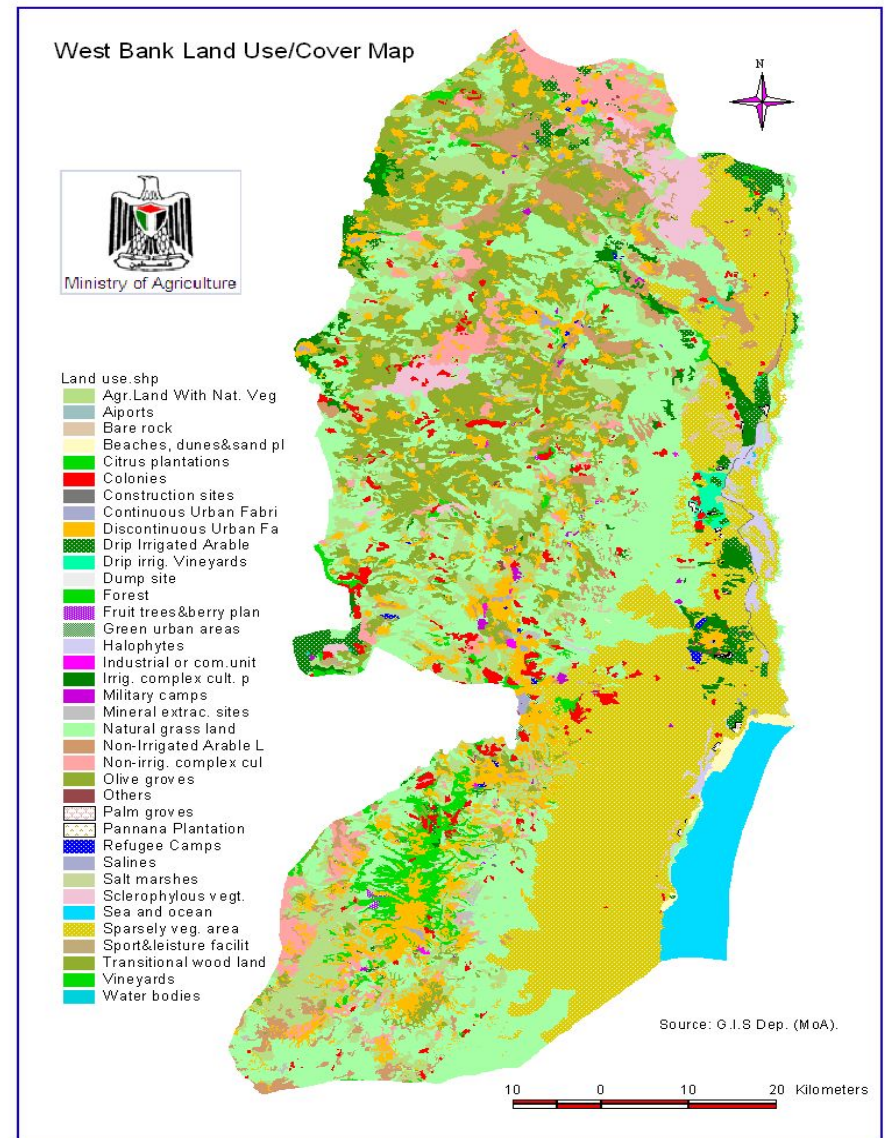 West Bank Land Use/Cover Map
N
Ministry of Agriculture
Land use.shp
Agr.Land With Nat. Veg
Aiports
Bare rock
Beaches, dunes&sand pl
Citrus plantations
Colonies
Construction sites
Continuous Urban Fabri
Discontinuous Urban Fa
Drip Irrigated Arable
Drip irrig. Vineyards
Dump site
Forest
Fruit trees&berry plan
Green urban areas
Halophytes
Industrial or com.unit
Irrig. complex cult. p
Military camps
Mineral extrac. sites
Natural grass land
Non-Irrigated Arable L
Non-irrig. complex cul
Olive groves
Others
Palm groves
Pannana Plantation
Refugee Camps
Salines
Salt marshes
Sclerophylous vegt.
Sea and ocean
Sparsely veg. area
Sport&leisure facilit
Transitional wood land
Vineyards
Water bodies
Source: G.I.S Dep. (MoA).
10 0 10 20 Kilometers